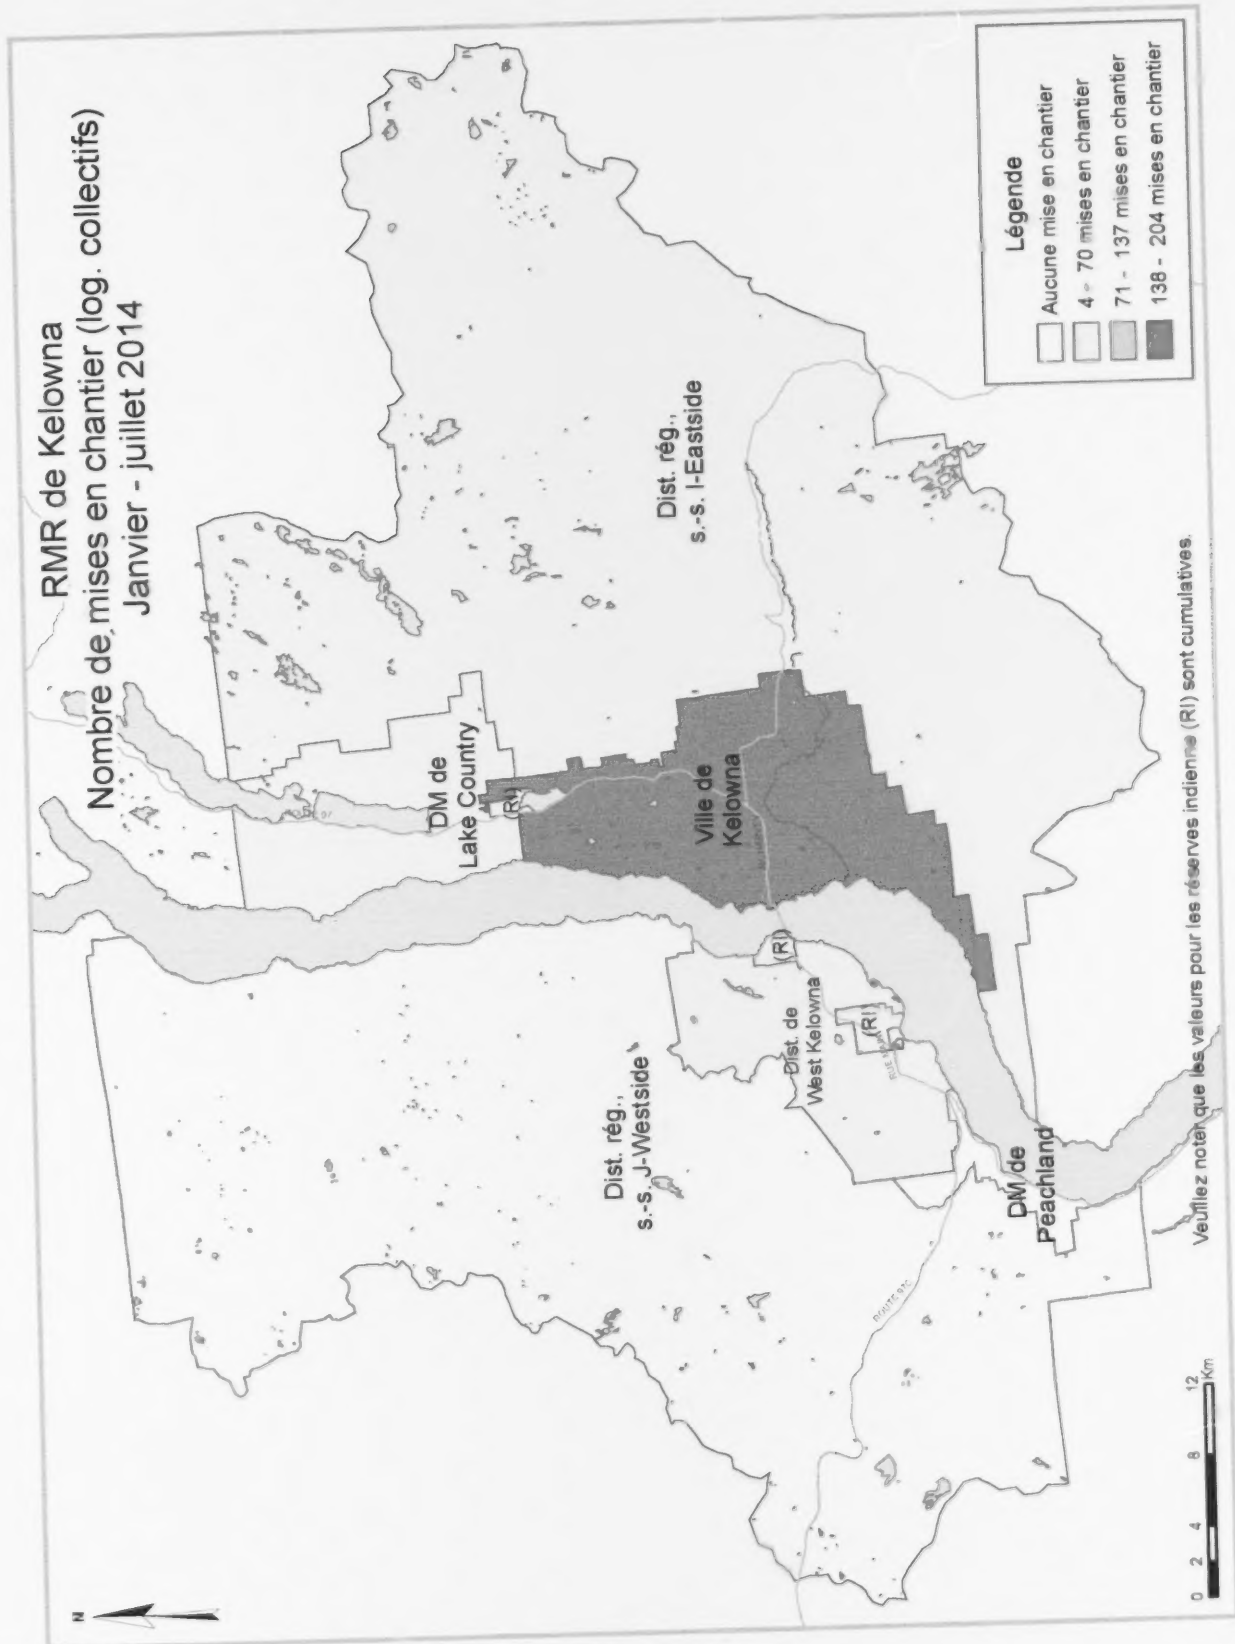 RMR de Kelowna
Nombre de mises en chantier (log. collectifs)
Janvier - juillet 2014
N
DM de
Lake Country
(RI)
Ville de
Kelowna
Dist. rég.,
s.-s. I-Eastside
Dist. rég.,
s.-s. J-Westside
(RI)
Dist. de
West Kelowna
(RI)
DM de
Peachland
ROUTE 97C
Légende
Aucune mise en chantier
4 - 70 mises en chantier
71 - 137 mises en chantier
138 - 204 mises en chantier
0 2 4 8 12
Km
Veuillez noter que les valeurs pour les réserves indienne (RI) sont cumulatives.